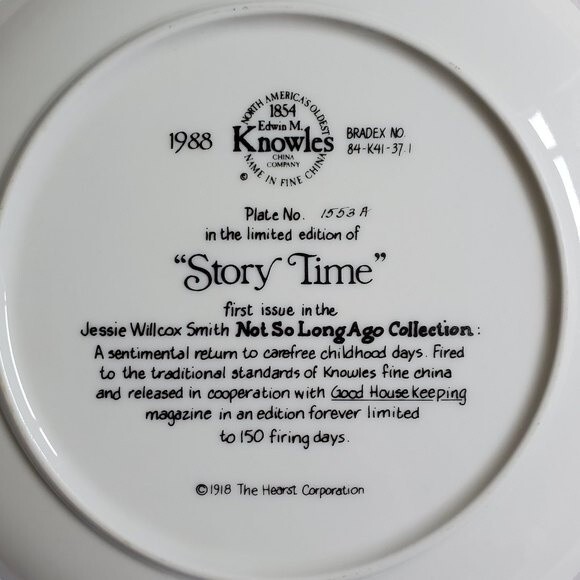 NORTH AMERICA'S OLDEST
1854
Edwin M.
1988 Knowles BRADEX NO.
84-K41-37.1
CHINA
COMPANY
NAME IN FINE CHINA
©
Plate No. 1553A
in the limited edition of
"Story Time"
first issue in the
Jessie Willcox Smith Not So Long Ago Collection:
A sentimental return to carefree childhood days. Fired
to the traditional standards of Knowles fine china
and released in cooperation with Good Housekeeping
magazine in an edition forever limited
to 150 firing days.
©1918 The Hearst Corporation